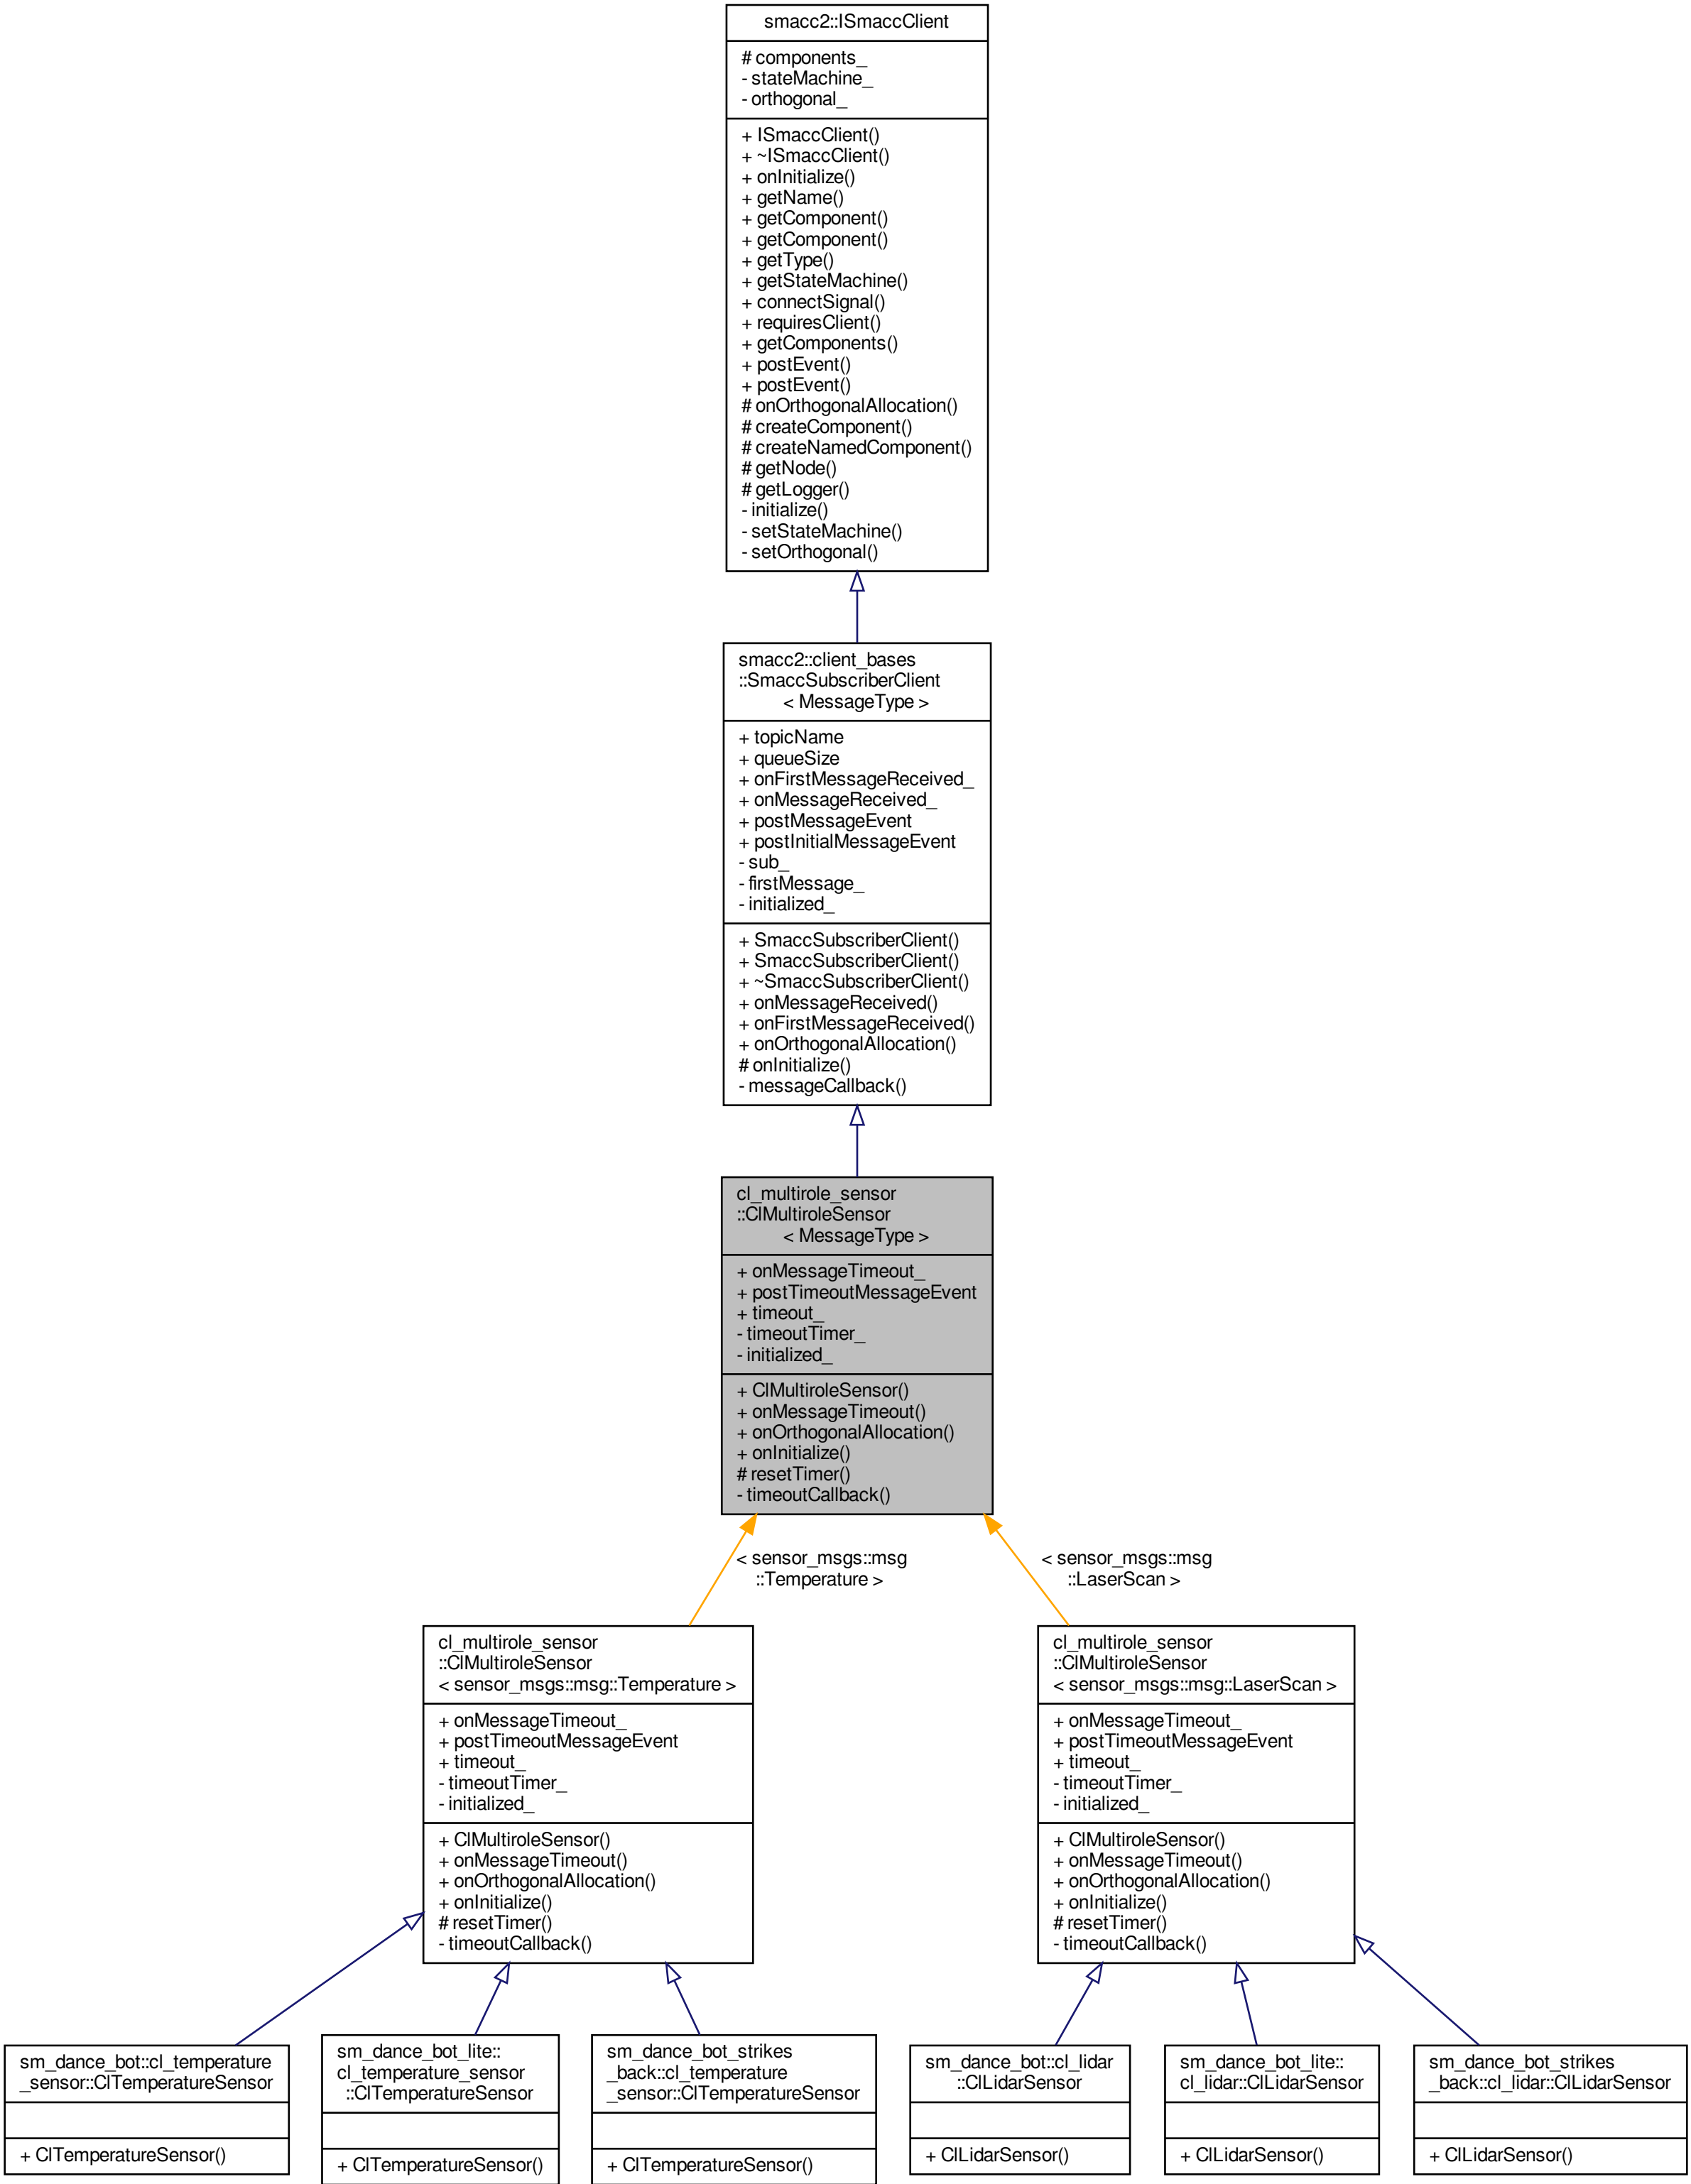 smacc2::ISmaccClient
# components_
- stateMachine_
- orthogonal_
+ ISmaccClient()
+ ~ISmaccClient()
+ onInitialize()
+ getName()
+ getComponent()
+ getComponent()
+ getType()
+ getStateMachine()
+ connectSignal()
+ requiresClient()
+ getComponents()
+ postEvent()
+ postEvent()
# onOrthogonalAllocation()
# createComponent()
# createNamedComponent()
# getNode()
# getLogger()
- initialize()
- setStateMachine()
- setOrthogonal()
smacc2::client_bases
::SmaccSubscriberClient
< MessageType >
+ topicName
+ queueSize
+ onFirstMessageReceived_
+ onMessageReceived_
+ postMessageEvent
+ postInitialMessageEvent
- sub_
- firstMessage_
- initialized_
+ SmaccSubscriberClient()
+ SmaccSubscriberClient()
+ ~SmaccSubscriberClient()
+ onMessageReceived()
+ onFirstMessageReceived()
+ onOrthogonalAllocation()
# onInitialize()
- messageCallback()
cl_multirole_sensor
::ClMultiroleSensor
< MessageType >
+ onMessageTimeout_
+ postTimeoutMessageEvent
+ timeout_
- timeoutTimer_
- initialized_
+ ClMultiroleSensor()
+ onMessageTimeout()
+ onOrthogonalAllocation()
+ onInitialize()
# resetTimer()
- timeoutCallback()
< sensor_msgs::msg
::Temperature >
< sensor_msgs::msg
::LaserScan >
cl_multirole_sensor
::ClMultiroleSensor
< sensor_msgs::msg::Temperature >
+ onMessageTimeout_
+ postTimeoutMessageEvent
+ timeout_
- timeoutTimer_
- initialized_
+ ClMultiroleSensor()
+ onMessageTimeout()
+ onOrthogonalAllocation()
+ onInitialize()
# resetTimer()
- timeoutCallback()
cl_multirole_sensor
::ClMultiroleSensor
< sensor_msgs::msg::LaserScan >
+ onMessageTimeout_
+ postTimeoutMessageEvent
+ timeout_
- timeoutTimer_
- initialized_
+ ClMultiroleSensor()
+ onMessageTimeout()
+ onOrthogonalAllocation()
+ onInitialize()
# resetTimer()
- timeoutCallback()
sm_dance_bot::cl_temperature
_sensor::ClTemperatureSensor
+ ClTemperatureSensor()
sm_dance_bot_lite::
cl_temperature_sensor
::ClTemperatureSensor
+ ClTemperatureSensor()
sm_dance_bot_strikes
_back::cl_temperature
_sensor::ClTemperatureSensor
+ ClTemperatureSensor()
sm_dance_bot::cl_lidar
::ClLidarSensor
+ ClLidarSensor()
sm_dance_bot_lite::
cl_lidar::ClLidarSensor
+ ClLidarSensor()
sm_dance_bot_strikes
_back::cl_lidar::ClLidarSensor
+ ClLidarSensor()